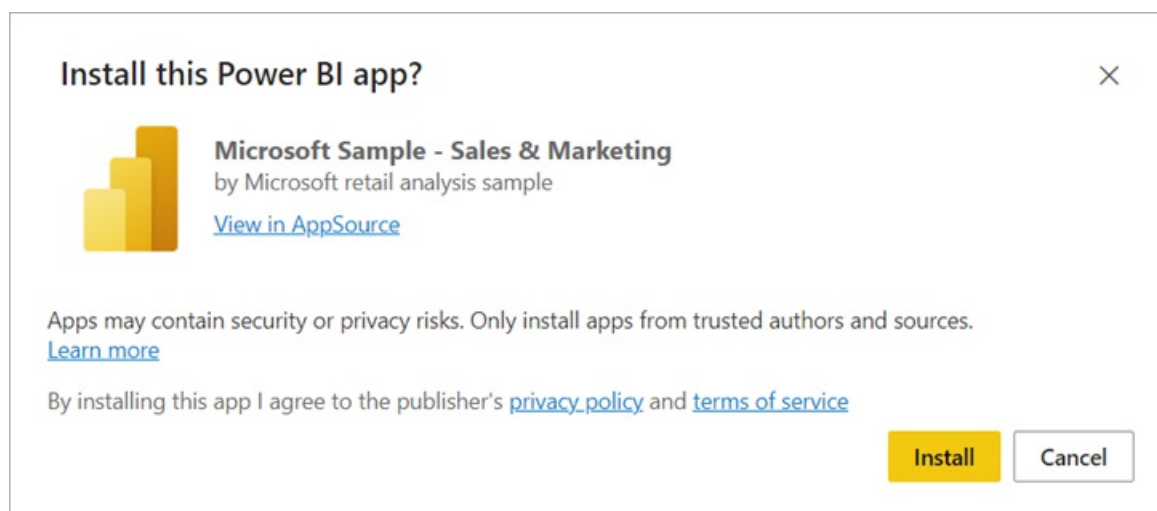 Install this Power BI app?
Microsoft Sample - Sales & Marketing
by Microsoft retail analysis sample
View in AppSource
Apps may contain security or privacy risks. Only install apps from trusted authors and sources.
Learn more
By installing this app I agree to the publisher's privacy policy and terms of service
Install Cancel